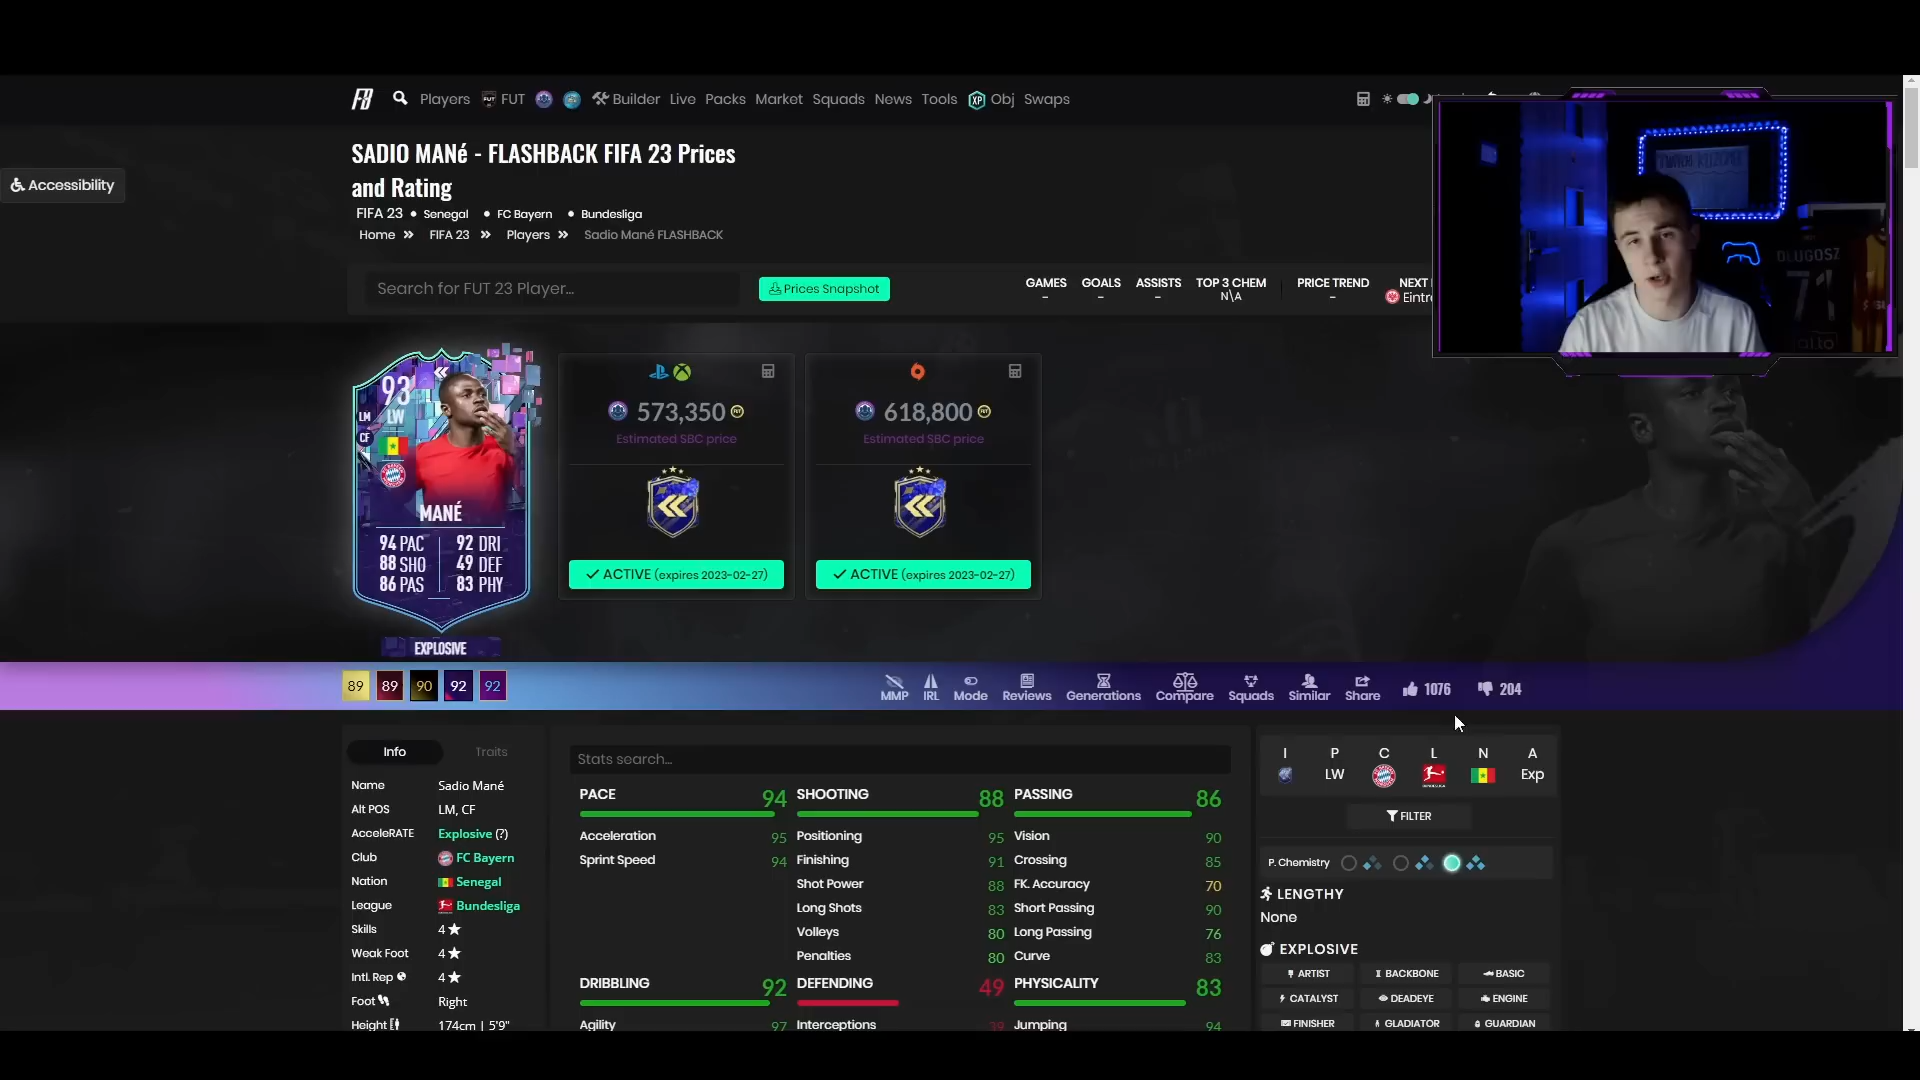 Players FUT Builder Live Packs Market Squads News Tools XP Obj Swaps
SADIO MANé - FLASHBACK FIFA 23 Prices
and Rating
Accessibility
FIFA 23 • Senegal • FC Bayern • Bundesliga
Home » FIFA 23 » Players » Sadio Mané FLASHBACK
Search for FUT 23 Player...
Prices Snapshot
GAMES GOALS ASSISTS TOP 3 CHEM PRICE TREND NEXT
- - - N\A - Eintr
DŁUGOSZ
71
93
LM LW
CF
MANÉ
94 PAC 92 DRI
88 SHO 49 DEF
86 PAS 83 PHY
EXPLOSIVE
573,350
Estimated SBC price
ACTIVE (expires 2023-02-27)
618,800
Estimated SBC price
ACTIVE (expires 2023-02-27)
89 89 90 92 92
MMP IRL Mode Reviews Generations Compare Squads Similar Share 1076 204
Info Traits
Name Sadio Mané
Alt POS LM, CF
AcceleRATE Explosive (?)
Club FC Bayern
Nation Senegal
League Bundesliga
Skills 4
Weak Foot 4
Intl. Rep 4
Foot Right
Height 174cm | 5'9"
Stats search...
PACE 94
Acceleration 95
Sprint Speed 94
SHOOTING 88
Positioning 95
Finishing 91
Shot Power 88
Long Shots 83
Volleys 80
Penalties 80
PASSING 86
Vision 90
Crossing 85
FK. Accuracy 70
Short Passing 90
Long Passing 76
Curve 83
DRIBBLING 92
Agility 97
DEFENDING 49
Interceptions 39
PHYSICALITY 83
Jumping 94
I P C L N A
LW Exp
FILTER
P. Chemistry
LENGTHY
None
EXPLOSIVE
ARTIST BACKBONE BASIC
CATALYST DEADEYE ENGINE
FINISHER GLADIATOR GUARDIAN